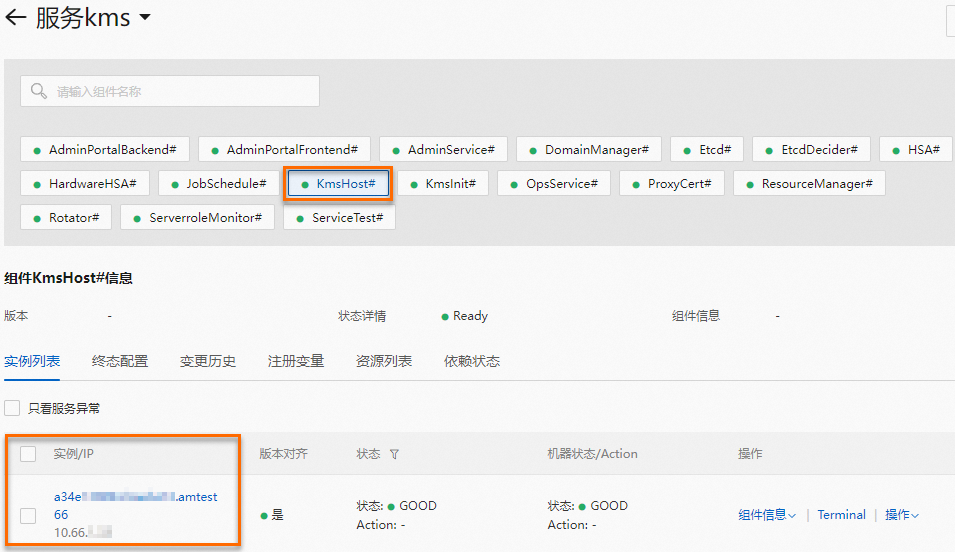 服务kms
请输入组件名称
AdminPortalBackend# AdminPortalFrontend# AdminService# DomainManager# Etcd# EtcdDecider# HSA#
HardwareHSA# JobSchedule# KmsHost# KmsInit# OpsService# ProxyCert# ResourceManager#
Rotator# ServerroleMonitor# ServiceTest#
组件KmsHost#信息
版本 - 状态详情 Ready 组件信息 -
实例列表 终态配置 变更历史 注册变量 资源列表 依赖状态
只看服务异常
实例/IP 版本对齐 状态 机器状态/Action 操作
a34e .amtest
66
10.66.
是
状态: GOOD
Action: -
状态: GOOD
Action: -
组件信息 | Terminal | 操作